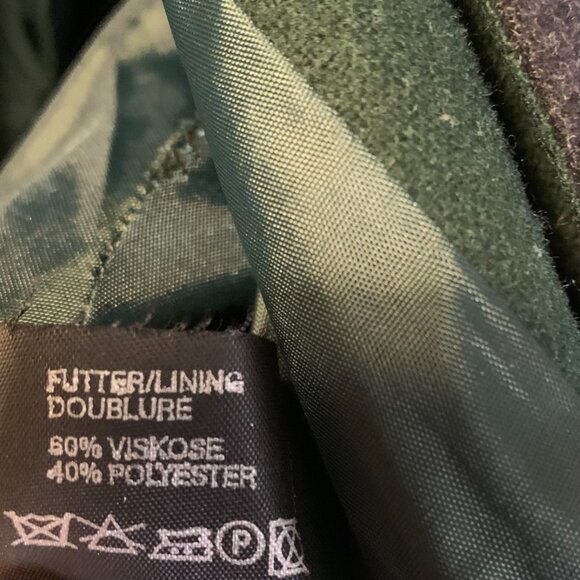 FUTTER/LINING
DOUBLURE
60% VISKOSE
40% POLYESTER
P